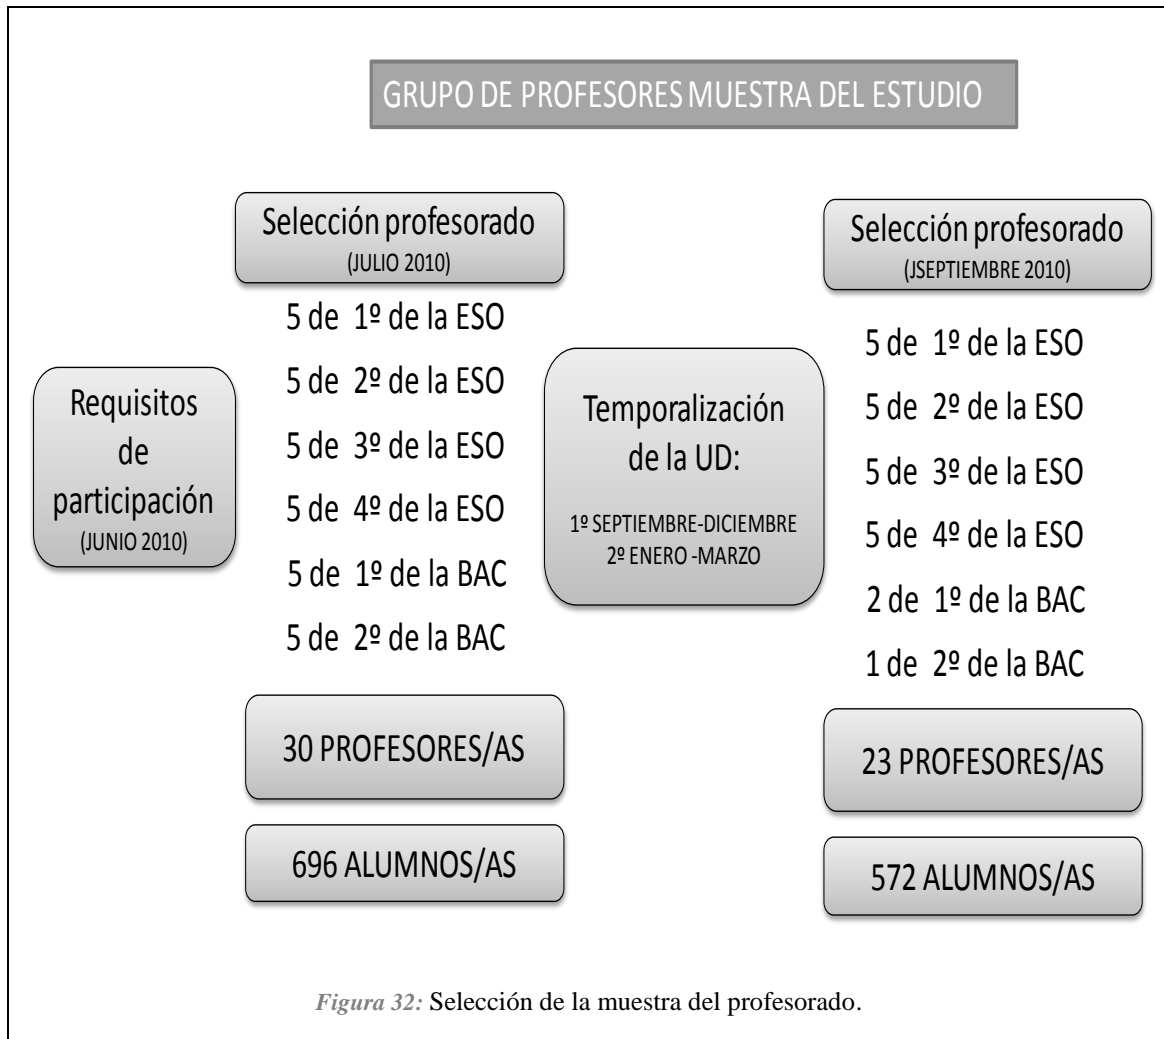 GRUPO DE PROFESORES MUESTRA DEL ESTUDIO
Requisitos
de
participación
(JUNIO 2010)
Selección profesorado
(JULIO 2010)
5 de 1º de la ESO
5 de 2º de la ESO
5 de 3º de la ESO
5 de 4º de la ESO
5 de 1º de la BAC
5 de 2º de la BAC
30 PROFESORES/AS
696 ALUMNOS/AS
Temporalización
de la UD:
1º SEPTIEMBRE-DICIEMBRE
2º ENERO -MARZO
Selección profesorado
(JSEPTIEMBRE 2010)
5 de 1º de la ESO
5 de 2º de la ESO
5 de 3º de la ESO
5 de 4º de la ESO
2 de 1º de la BAC
1 de 2º de la BAC
23 PROFESORES/AS
572 ALUMNOS/AS
Figura 32: Selección de la muestra del profesorado.